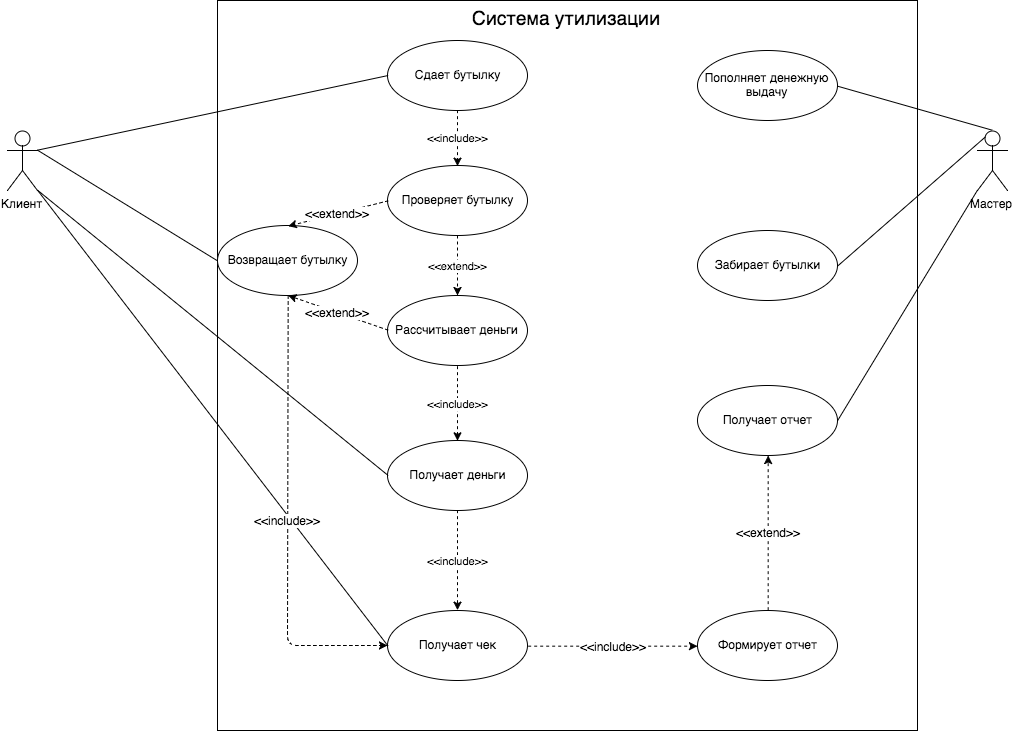 Система утилизации
Сдает бутылку
Пополняет денежную
выдачу
<<include>>
Клиент
Проверяет бутылку
Мастер
<<extend>>
Возвращает бутылку
<<extend>>
Забирает бутылки
<<extend>>
Рассчитывает деньги
<<include>>
Получает отчет
Получает деньги
<<include>>
<<extend>>
<<include>>
Получает чек
<<include>>
Формирует отчет